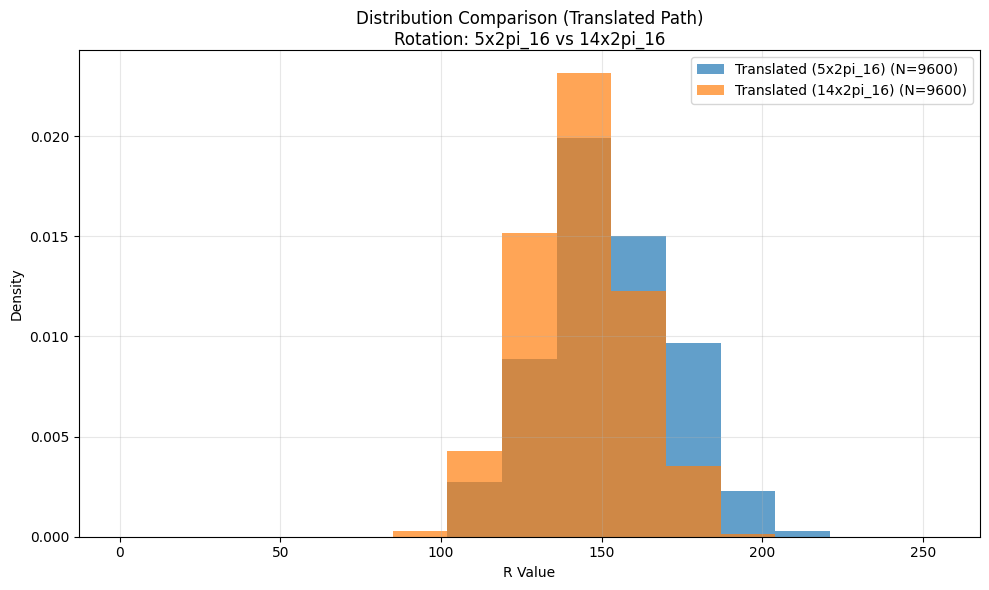 Distribution Comparison (Translated Path)
Rotation: 5x2pi_16 vs 14x2pi_16
Translated (5x2pi_16) (N=9600)
Translated (14x2pi_16) (N=9600)
Density
0.020
0.015
0.010
0.005
0.000
0 50 100 150 200 250
R Value